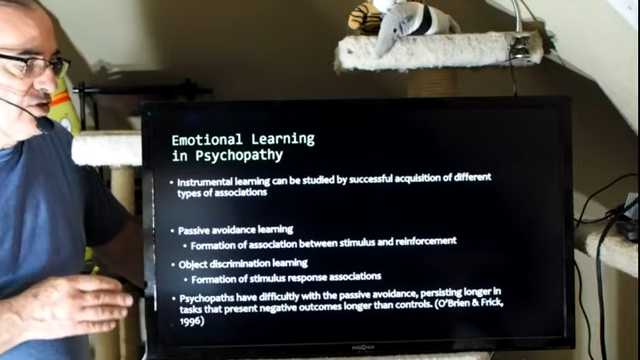 Emotional Learning
in Psychopathy
• Instrumental learning can be studied by successful acquisition of different
types of associations
• Passive avoidance learning
• Formation of association between stimulus and reinforcement
• Object discrimination learning
• Formation of stimulus response associations
• Psychopaths have difficultly with the passive avoidance, persisting longer in
tasks that present negative outcomes longer than controls. (O'Brien & Frick,
1996)
INSIGNIA